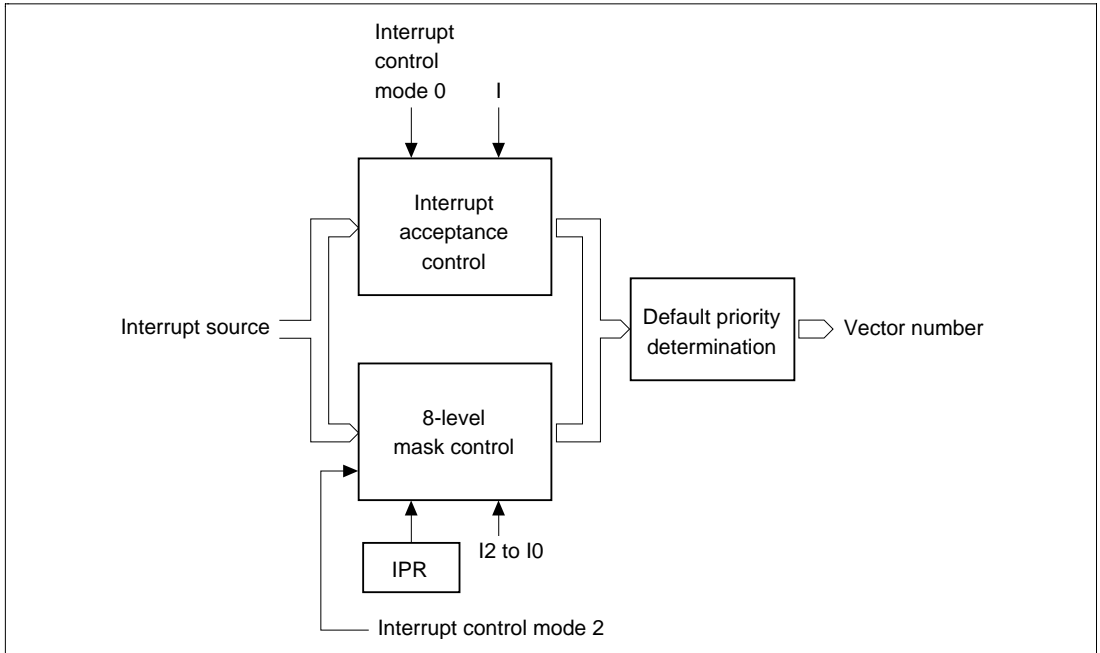 Interrupt
control
mode 0
I
Interrupt
acceptance
control
Interrupt source
Default priority
determination
Vector number
8-level
mask control
I2 to I0
IPR
Interrupt control mode 2